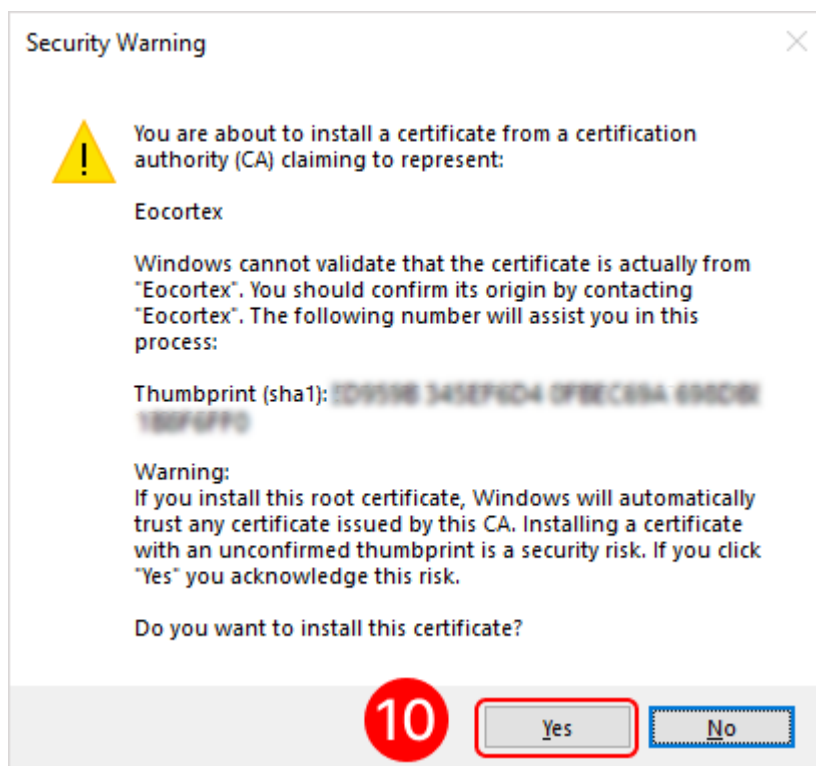 Security Warning
You are about to install a certificate from a certification
authority (CA) claiming to represent:
Eocortex
Windows cannot validate that the certificate is actually from
"Eocortex". You should confirm its origin by contacting
"Eocortex". The following number will assist you in this
process:
Thumbprint (sha1):
Warning:
If you install this root certificate, Windows will automatically
trust any certificate issued by this CA. Installing a certificate
with an unconfirmed thumbprint is a security risk. If you click
"Yes" you acknowledge this risk.
Do you want to install this certificate?
10 Yes No